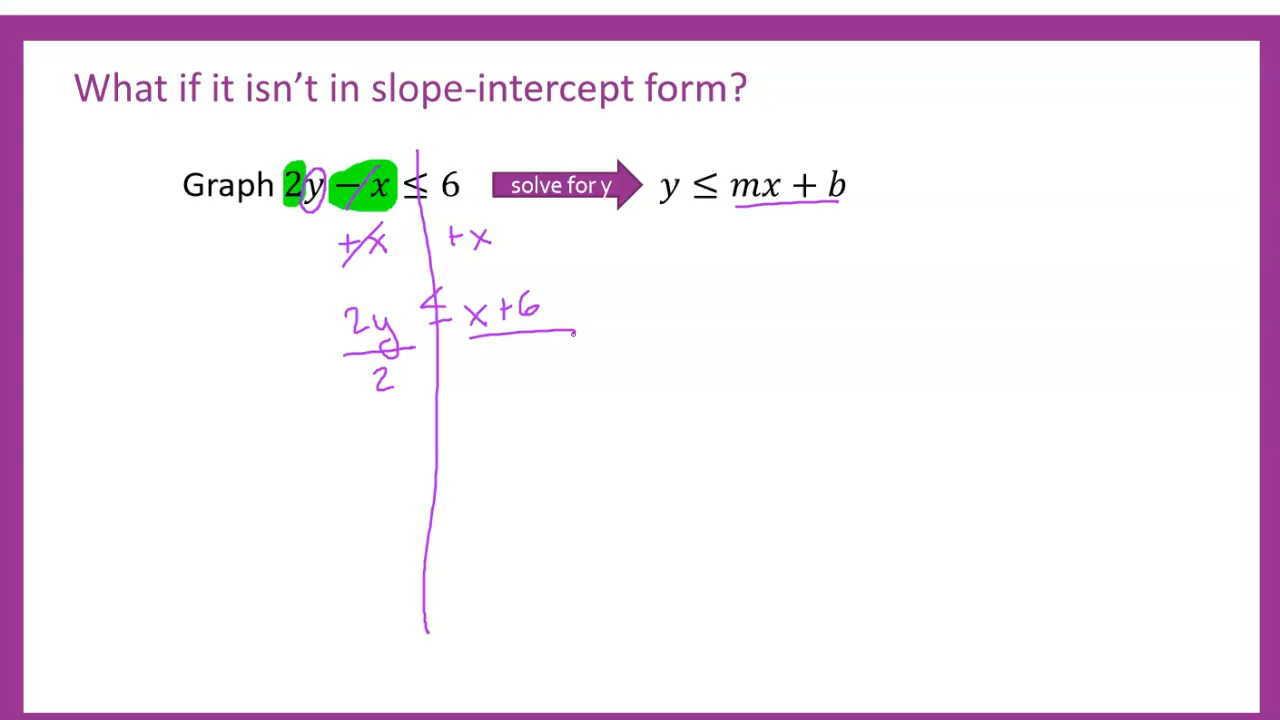 What if it isn't in slope-intercept form?
Graph 2y − x ≤ 6 solve for y y ≤ mx + b
+x +x
2y ≤ x+6
2